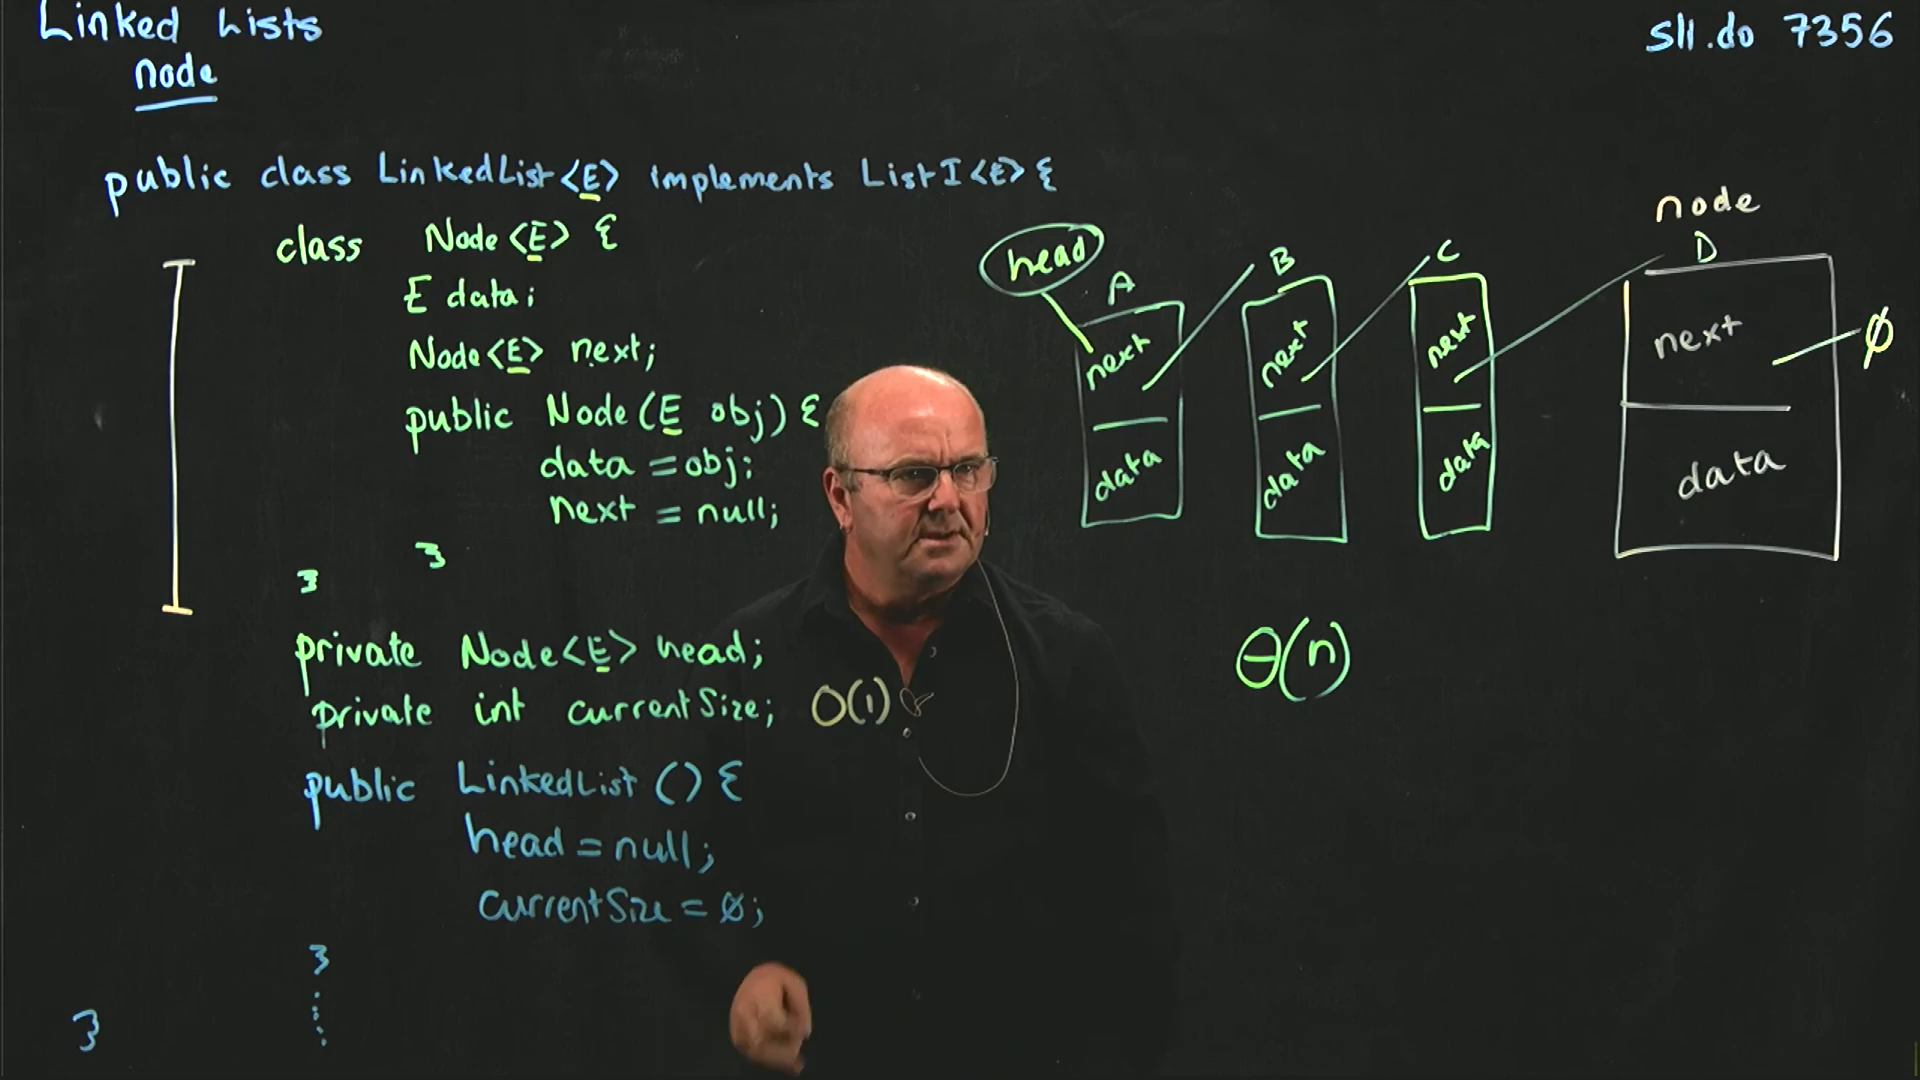 Linked Lists
node
sli.do 7356
public class LinkedList<E> implements ListI<E>{
class Node<E> {
E data;
Node<E> next;
public Node(E obj) {
data = obj;
next = null;
}
}
private Node<E> head;
private int currentSize; O(1)
public LinkedList () {
head = null;
currentSize = Ø;
}
}
head
A
next
data
B
next
data
C
next
data
node
D
next
data
Ø
Θ(n)